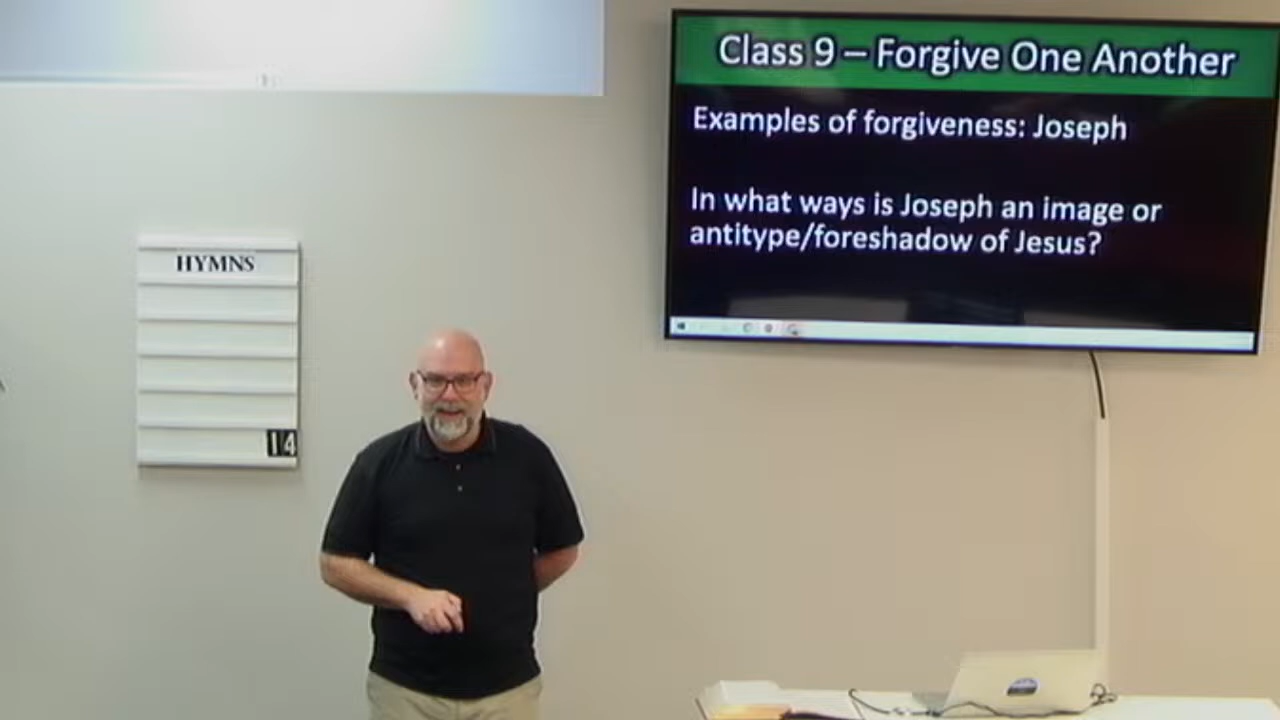 Class 9 – Forgive One Another
Examples of forgiveness: Joseph
In what ways is Joseph an image or
antitype/foreshadow of Jesus?
HYMNS
14